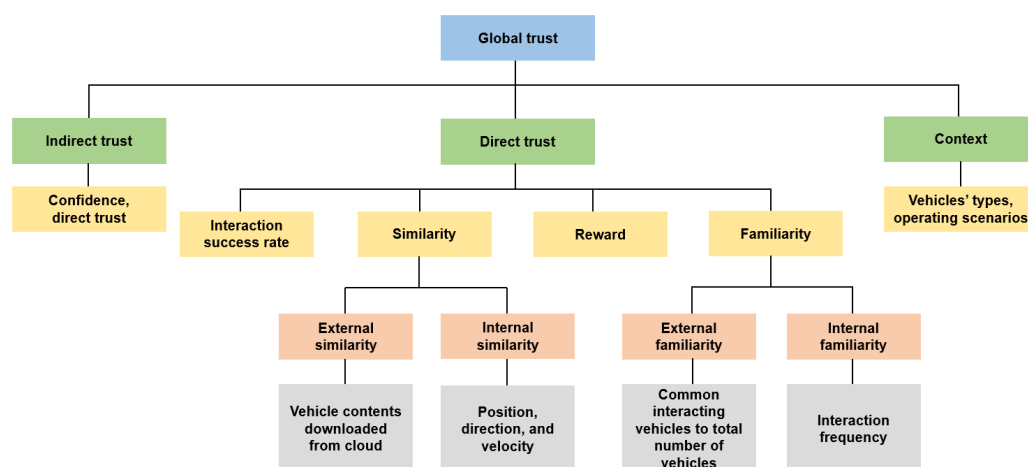 Global trust
Indirect trust
Direct trust
Context
Confidence,
direct trust
Interaction
success rate
Similarity
Reward
Familiarity
Vehicles’ types,
operating scenarios
External
similarity
Internal
similarity
External
familiarity
Internal
familiarity
Vehicle contents
downloaded
from cloud
Position,
direction, and
velocity
Common
interacting
vehicles to total
number of
vehicles
Interaction
frequency